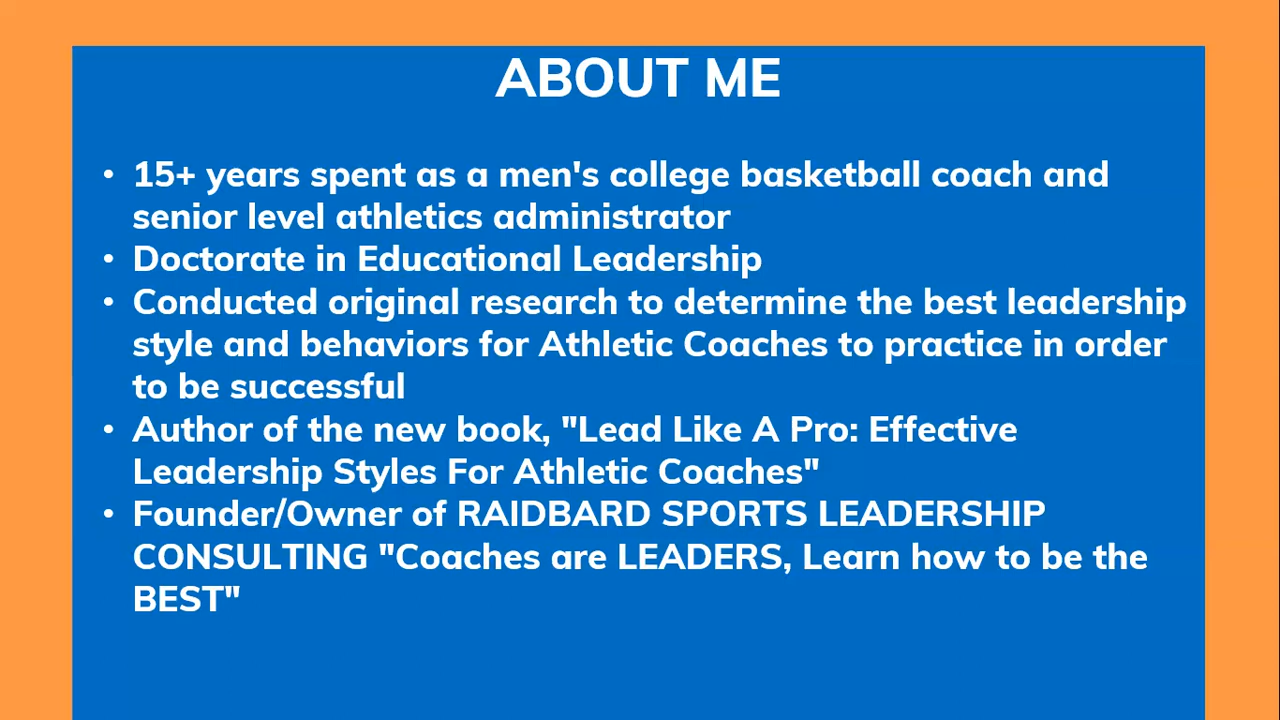 ABOUT ME
• 15+ years spent as a men's college basketball coach and
senior level athletics administrator
• Doctorate in Educational Leadership
• Conducted original research to determine the best leadership
style and behaviors for Athletic Coaches to practice in order
to be successful
• Author of the new book, "Lead Like A Pro: Effective
Leadership Styles For Athletic Coaches"
• Founder/Owner of RAIDBARD SPORTS LEADERSHIP
CONSULTING "Coaches are LEADERS, Learn how to be the
BEST"